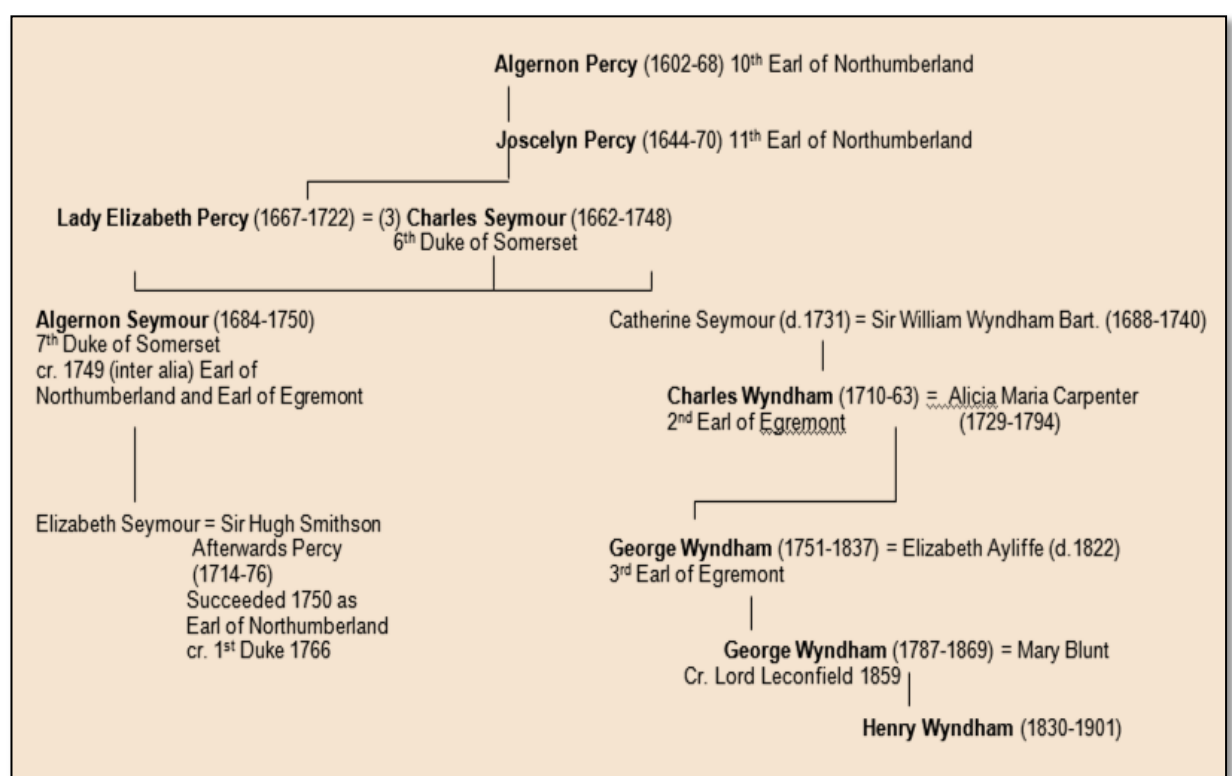 Algernon Percy (1602-68) 10th Earl of Northumberland
Joscelyn Percy (1644-70) 11th Earl of Northumberland
Lady Elizabeth Percy (1667-1722) = (3) Charles Seymour (1662-1748)
6th Duke of Somerset
Algernon Seymour (1684-1750)
7th Duke of Somerset
cr. 1749 (inter alia) Earl of
Northumberland and Earl of Egremont
Catherine Seymour (d.1731) = Sir William Wyndham Bart. (1688-1740)
Charles Wyndham (1710-63) = Alicia Maria Carpenter
2nd Earl of Egremont (1729-1794)
Elizabeth Seymour = Sir Hugh Smithson
Afterwards Percy
(1714-76)
Succeeded 1750 as
Earl of Northumberland
cr. 1st Duke 1766
George Wyndham (1751-1837) = Elizabeth Ayliffe (d.1822)
3rd Earl of Egremont
George Wyndham (1787-1869) = Mary Blunt
Cr. Lord Leconfield 1859
Henry Wyndham (1830-1901)